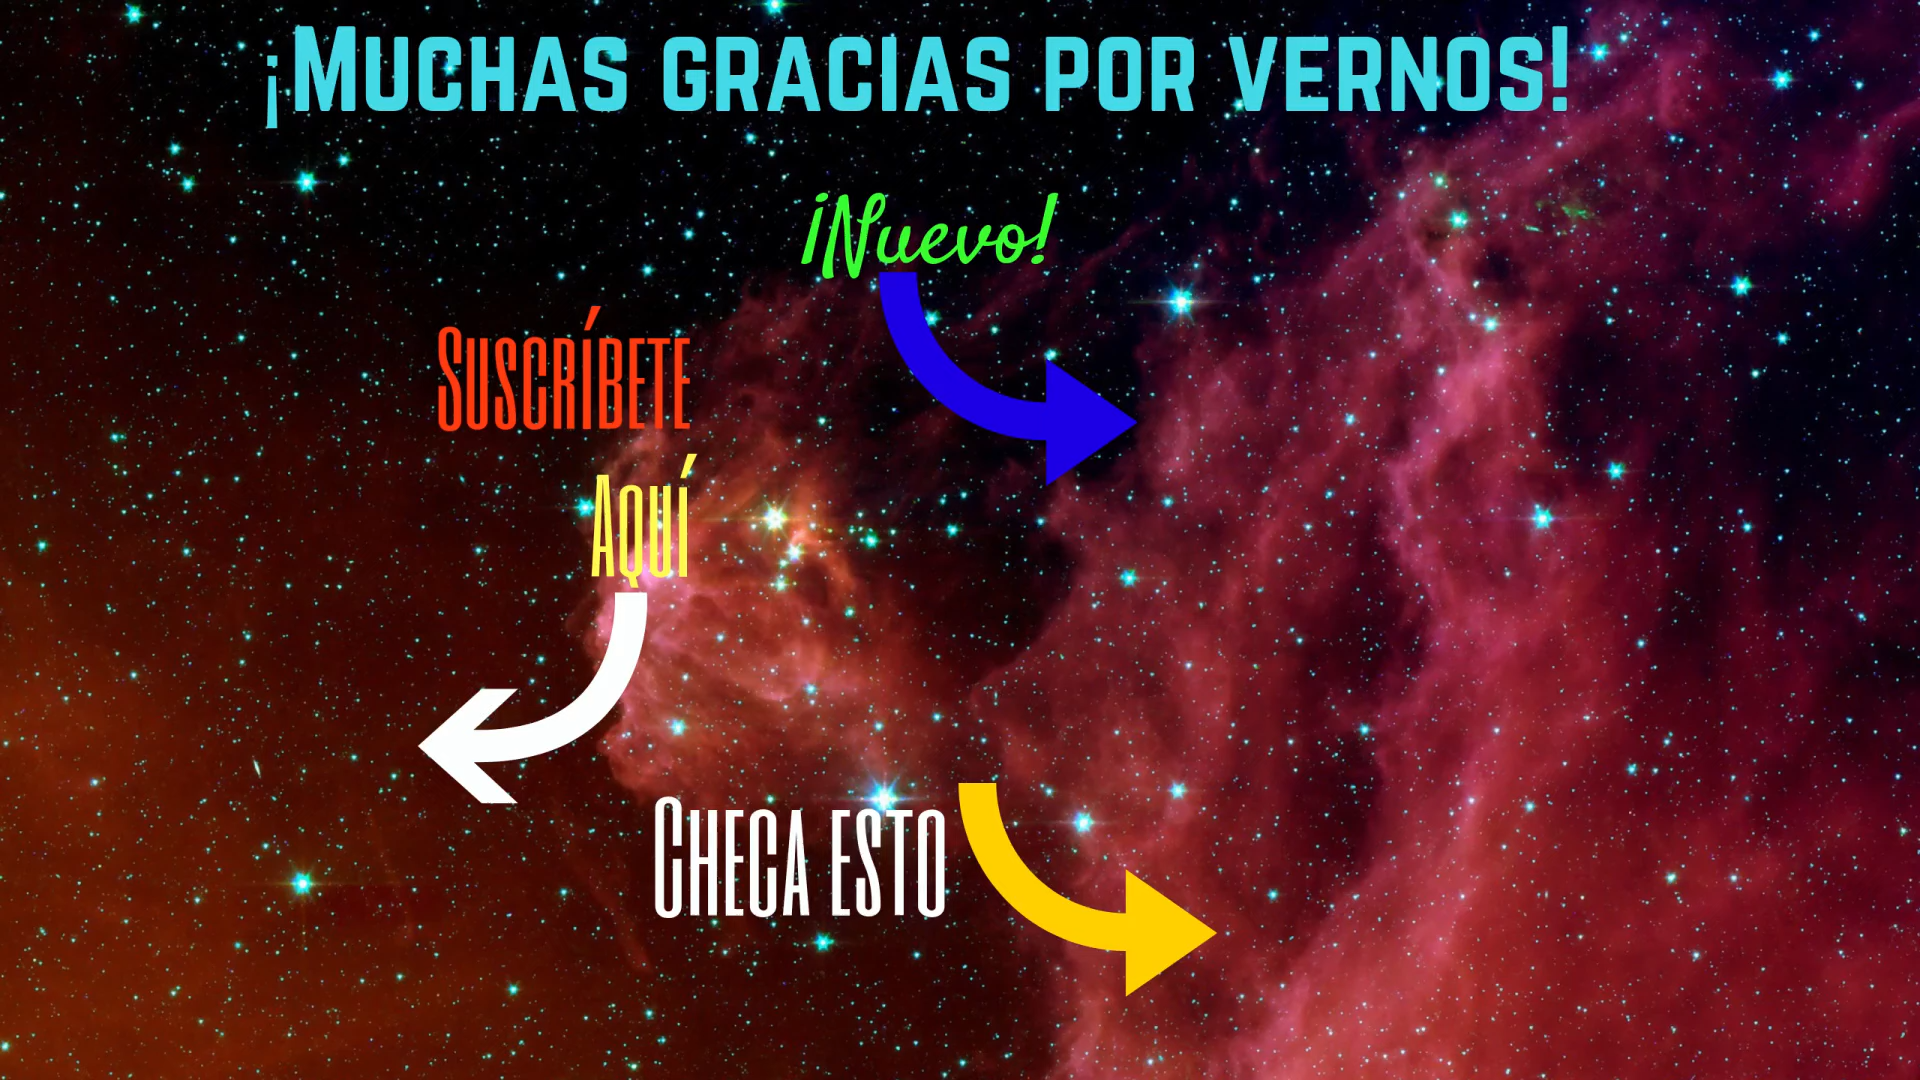 ¡Muchas gracias por vernos!
¡Nuevo!
Suscríbete
Aquí
Checa esto